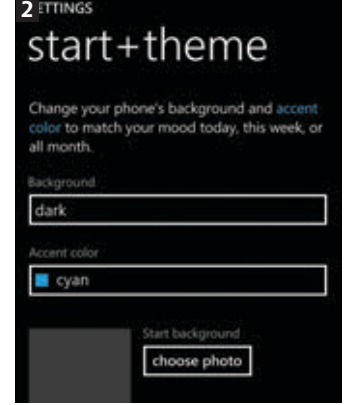 2 ETTINGS
start+theme
Change your phone's background and accent
color to match your mood today, this week, or
all month.
Background
dark
Accent color
cyan
Start background
choose photo